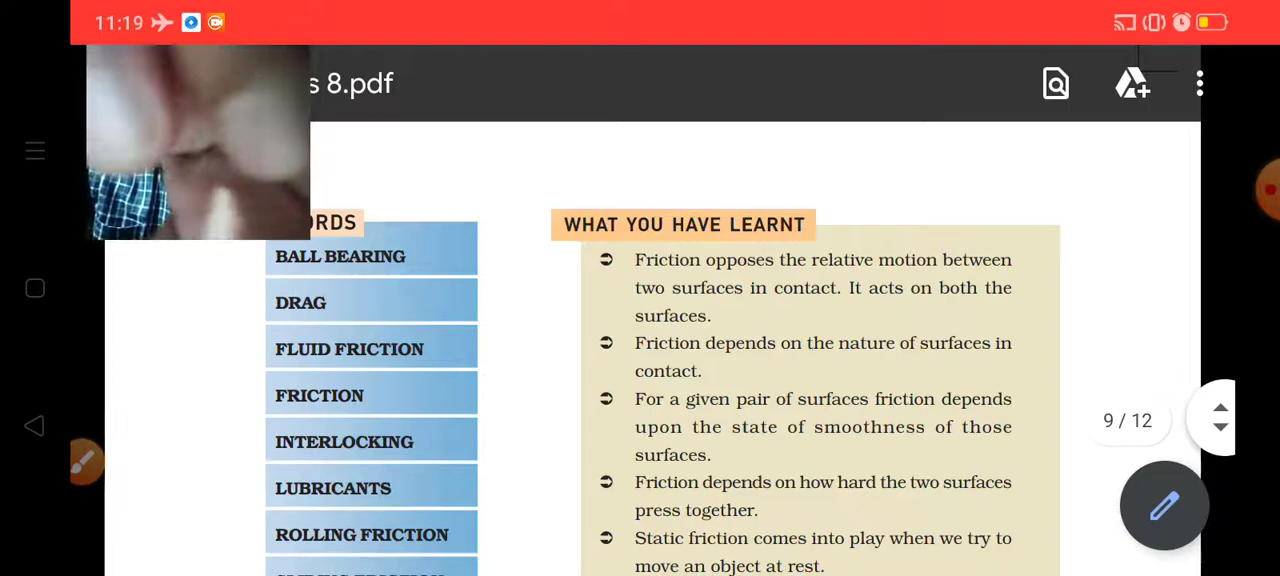 11:19
s 8.pdf
ORDS
BALL BEARING
DRAG
FLUID FRICTION
FRICTION
INTERLOCKING
LUBRICANTS
ROLLING FRICTION
WHAT YOU HAVE LEARNT
Friction opposes the relative motion between
two surfaces in contact. It acts on both the
surfaces.
Friction depends on the nature of surfaces in
contact.
For a given pair of surfaces friction depends
upon the state of smoothness of those
surfaces.
Friction depends on how hard the two surfaces
press together.
Static friction comes into play when we try to
move an object at rest.
9 / 12